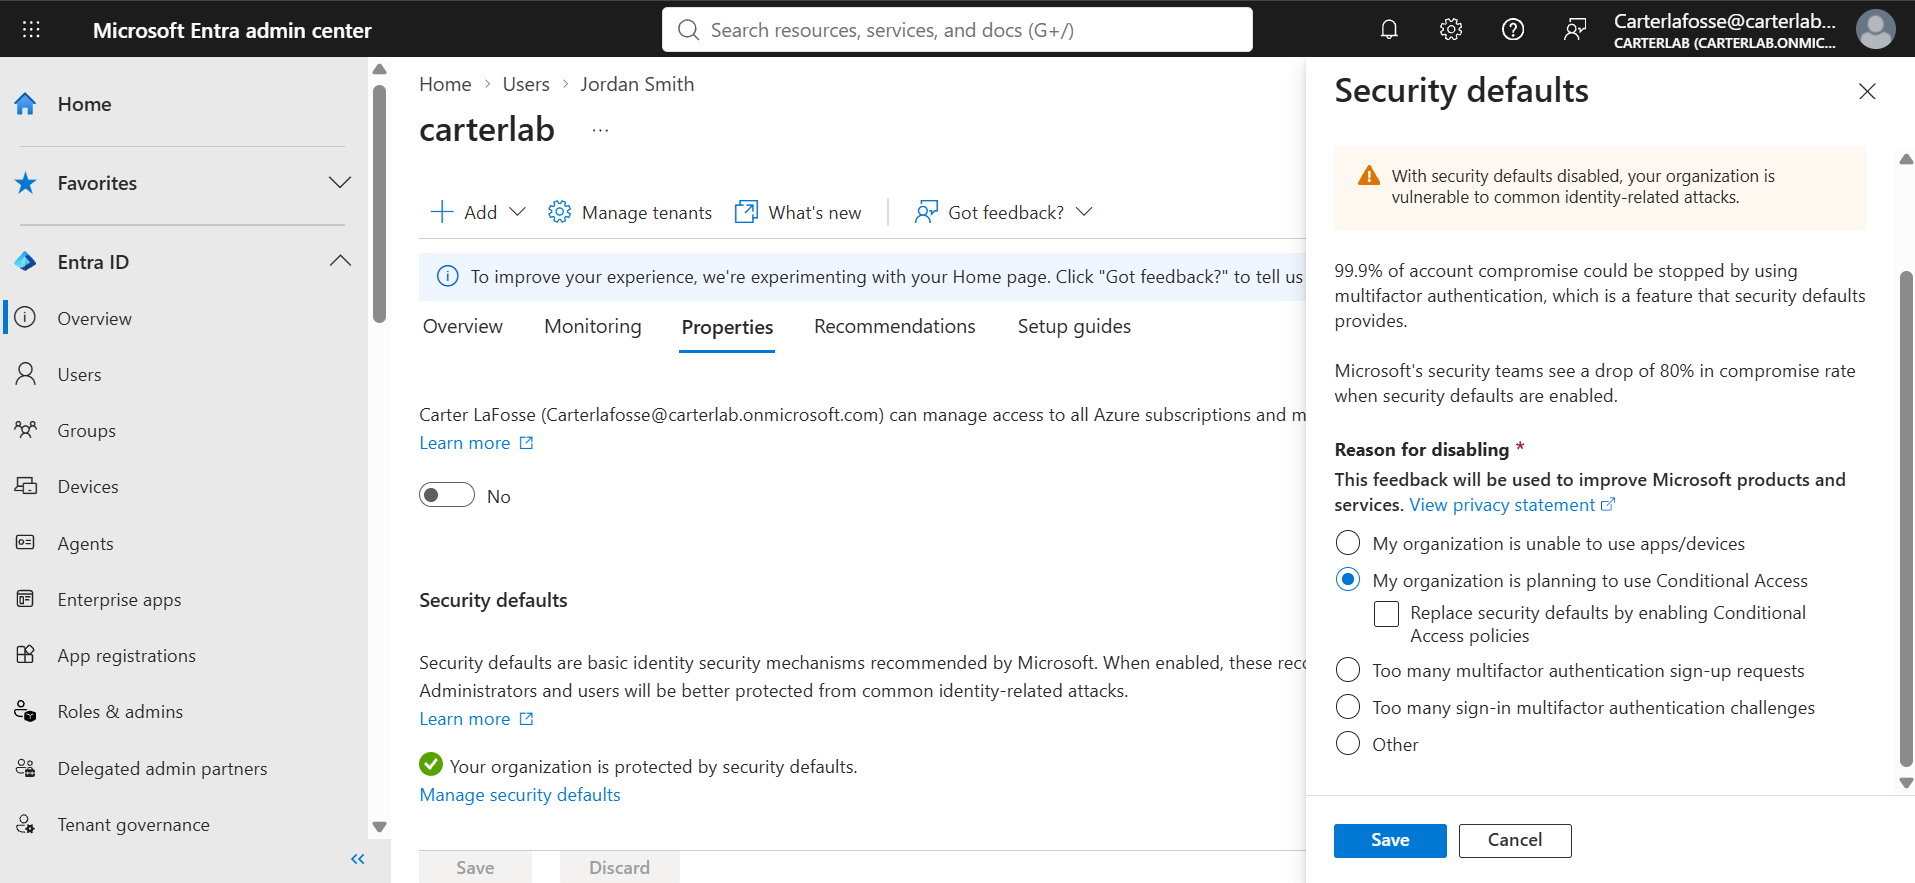 Microsoft Entra admin center
Search resources, services, and docs (G+/)
Carterlafosse@carterlab...
CARTERLAB (CARTERLAB.ONMIC...
Home
Favorites
Entra ID
Overview
Users
Groups
Devices
Agents
Enterprise apps
App registrations
Roles & admins
Delegated admin partners
Tenant governance
Home > Users > Jordan Smith
carterlab ...
Add
Manage tenants
What's new
Got feedback?
To improve your experience, we're experimenting with your Home page. Click "Got feedback?" to tell us
Overview
Monitoring
Properties
Recommendations
Setup guides
Carter LaFosse (Carterlafosse@carterlab.onmicrosoft.com) can manage access to all Azure subscriptions and m
Learn more
No
Security defaults
Security defaults are basic identity security mechanisms recommended by Microsoft. When enabled, these rec
Administrators and users will be better protected from common identity-related attacks.
Learn more
Your organization is protected by security defaults.
Manage security defaults
Save
Discard
Security defaults
With security defaults disabled, your organization is
vulnerable to common identity-related attacks.
99.9% of account compromise could be stopped by using
multifactor authentication, which is a feature that security defaults
provides.
Microsoft's security teams see a drop of 80% in compromise rate
when security defaults are enabled.
Reason for disabling *
This feedback will be used to improve Microsoft products and
services. View privacy statement
My organization is unable to use apps/devices
My organization is planning to use Conditional Access
Replace security defaults by enabling Conditional
Access policies
Too many multifactor authentication sign-up requests
Too many sign-in multifactor authentication challenges
Other
Save
Cancel